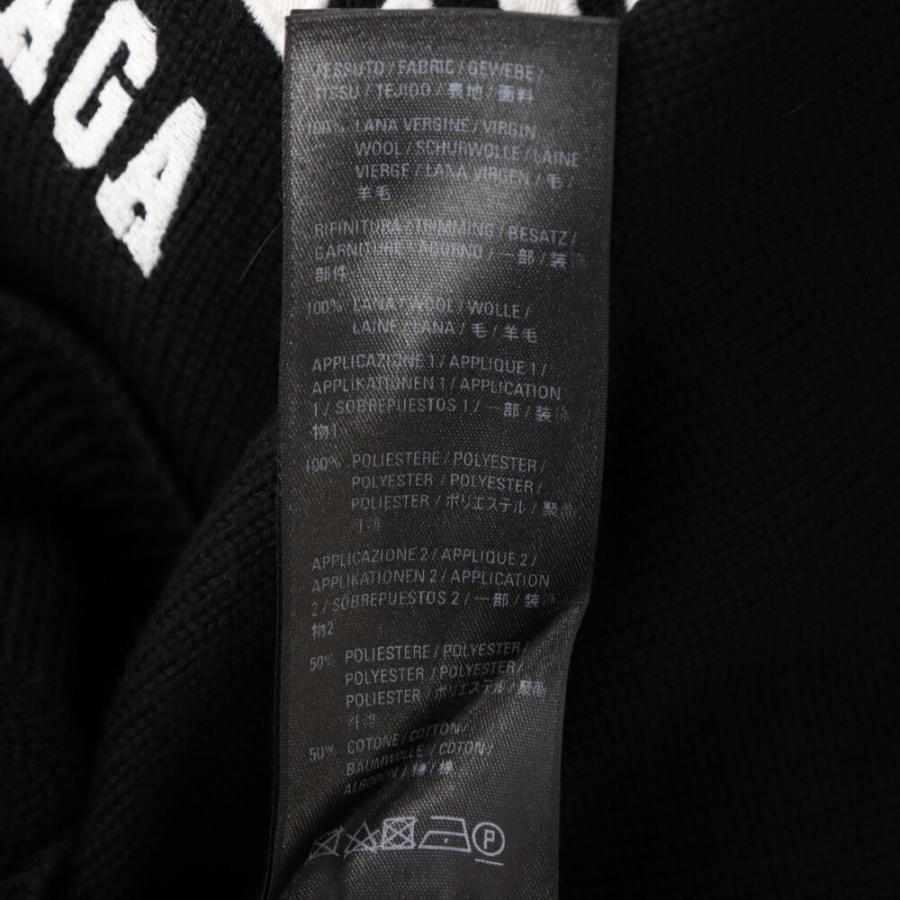 AGA
AGA
TESSUTO / FABRIC / GEWEBE /
TISSU / TEJIDO / 表地 / 面料
100% LANA VERGINE / VIRGIN
WOOL / SCHURWOLLE / LAINE
VIERGE / LANA VIRGEN / 毛 /
羊毛
RIFINITURA / TRIMMING / BESATZ /
GARNITURE / ADORNO / 一部 / 装饰
部件
100% LANA / WOOL / WOLLE /
LAINE / LANA / 毛 / 羊毛
APPLICAZIONE 1 / APPLIQUE 1 /
APPLIKATIONEN 1 / APPLICATION
1 / SOBREPUESTOS 1 / 一部 / 装饰
物1
100% POLIESTERE / POLYESTER /
POLYESTER / POLYESTER /
POLIESTER / ポリエステル / 聚酯
纤维
APPLICAZIONE 2 / APPLIQUE 2 /
APPLIKATIONEN 2 / APPLICATION
2 / SOBREPUESTOS 2 / 一部 / 装饰
物2
50% POLIESTERE / POLYESTER /
POLYESTER / POLYESTER /
POLIESTER / ポリエステル / 聚酯
纤维
50% COTONE / COTTON /
BAUMWOLLE / COTON /
ALGODON / 綿 / 棉
P